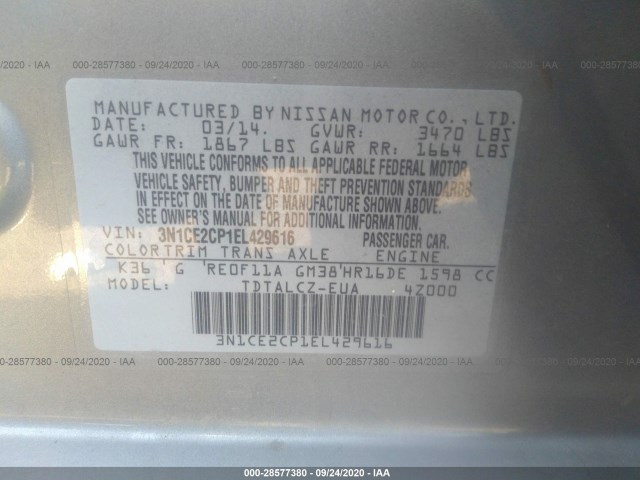 000-28577380 - 09/24/2020 - IAA 000-28577380 - 09/24/2020 - IAA
MANUFACTURED BY NISSAN MOTOR CO., LTD.
03/14. GVWR: 3470 LBS
GAWR FR: 1867 LBS GAWR RR: 1664 LBS
THIS VEHICLE CONFORMS TO ALL APPLICABLE FEDERAL MOTOR
VEHICLE SAFETY, BUMPER AND THEFT PREVENTION STANDARDS
IN EFFECT ON THE DATE OF MANUFACTURE SHOWN ABOVE.
SEE OWNER'S MANUAL FOR ADDITIONAL INFORMATION.
VIN: 3N1CE2CP1EL429616 PASSENGER CAR.
COLOR TRIM TRANS AXLE ENGINE
K36 G RE0F11A GM38 HR16DE 1598 CC
MODEL: TDTALCZ-EUA 4Z000
3N1CE2CP1EL429616
000-28577380 - 09/24/2020 - IAA